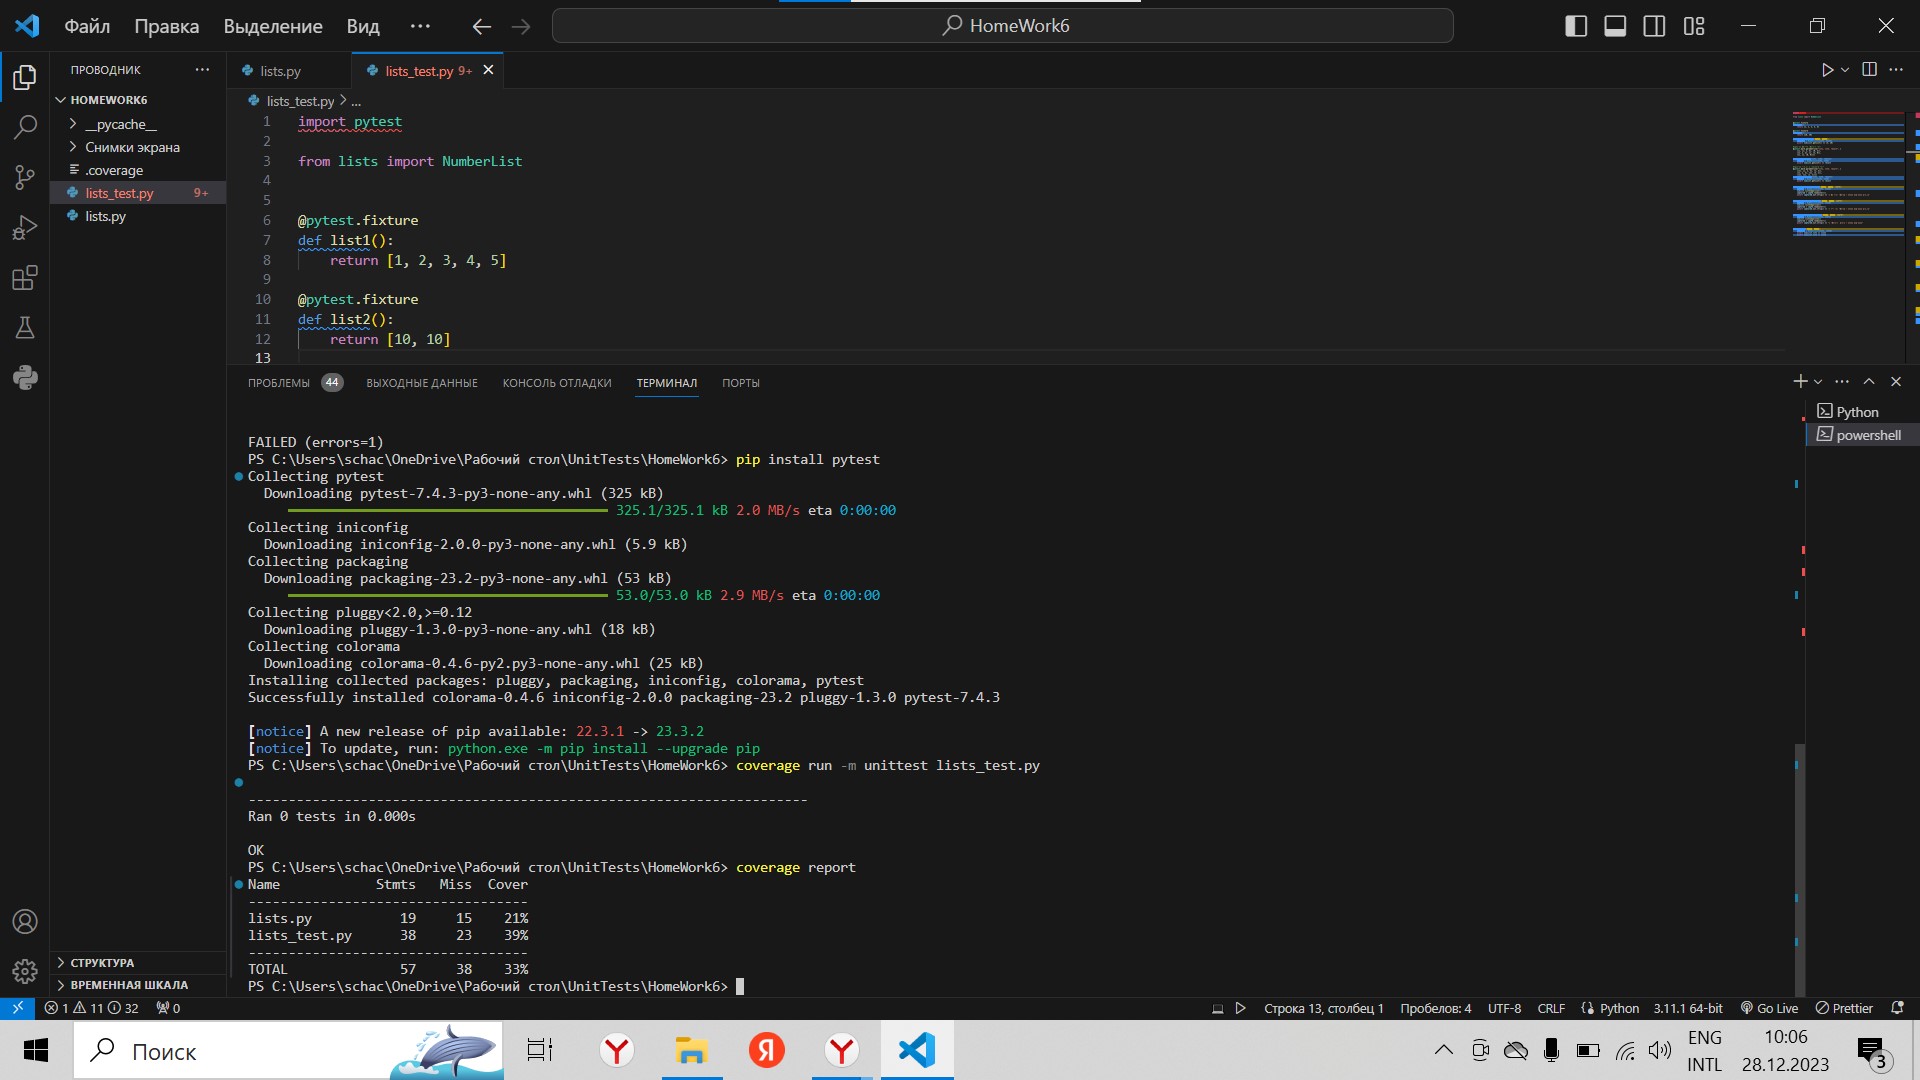 Файл Правка Выделение Вид ··· HomeWork6
ПРОВОДНИК
HOMEWORK6
__pycache__
Снимки экрана
.coverage
lists_test.py 9+
lists.py
СТРУКТУРА
ВРЕМЕННАЯ ШКАЛА
lists.py lists_test.py 9+
lists_test.py > ...
1 import pytest
2
3 from lists import NumberList
4
5
6 @pytest.fixture
7 def list1():
8 return [1, 2, 3, 4, 5]
9
10 @pytest.fixture
11 def list2():
12 return [10, 10]
13
ПРОБЛЕМЫ 44 ВЫХОДНЫЕ ДАННЫЕ КОНСОЛЬ ОТЛАДКИ ТЕРМИНАЛ ПОРТЫ
Python
powershell
FAILED (errors=1)
PS C:\Users\schac\OneDrive\Рабочий стол\UnitTests\HomeWork6> pip install pytest
Collecting pytest
Downloading pytest-7.4.3-py3-none-any.whl (325 kB)
325.1/325.1 kB 2.0 MB/s eta 0:00:00
Collecting iniconfig
Downloading iniconfig-2.0.0-py3-none-any.whl (5.9 kB)
Collecting packaging
Downloading packaging-23.2-py3-none-any.whl (53 kB)
53.0/53.0 kB 2.9 MB/s eta 0:00:00
Collecting pluggy<2.0,>=0.12
Downloading pluggy-1.3.0-py3-none-any.whl (18 kB)
Collecting colorama
Downloading colorama-0.4.6-py2.py3-none-any.whl (25 kB)
Installing collected packages: pluggy, packaging, iniconfig, colorama, pytest
Successfully installed colorama-0.4.6 iniconfig-2.0.0 packaging-23.2 pluggy-1.3.0 pytest-7.4.3
[notice] A new release of pip available: 22.3.1 -> 23.3.2
[notice] To update, run: python.exe -m pip install --upgrade pip
PS C:\Users\schac\OneDrive\Рабочий стол\UnitTests\HomeWork6> coverage run -m unittest lists_test.py
----------------------------------------------------------------------
Ran 0 tests in 0.000s
OK
PS C:\Users\schac\OneDrive\Рабочий стол\UnitTests\HomeWork6> coverage report
Name Stmts Miss Cover
-----------------------------------
lists.py 19 15 21%
lists_test.py 38 23 39%
-----------------------------------
TOTAL 57 38 33%
PS C:\Users\schac\OneDrive\Рабочий стол\UnitTests\HomeWork6>
1 11 32 0 Строка 13, столбец 1 Пробелов: 4 UTF-8 CRLF Python 3.11.1 64-bit Go Live Prettier
Поиск
ENG
INTL
10:06
28.12.2023
3